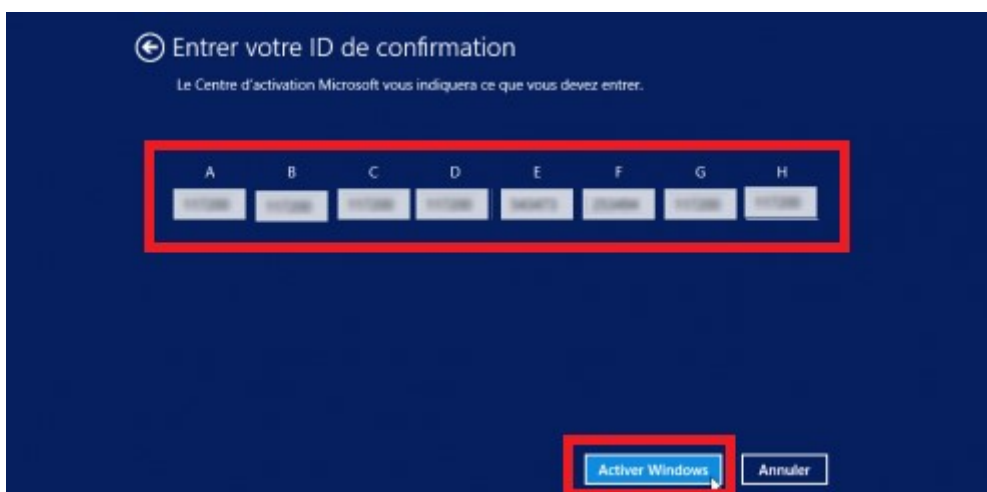 Entrer votre ID de confirmation
Le Centre d'activation Microsoft vous indiquera ce que vous devez entrer.
A B C D E F G H
Activer Windows Annuler